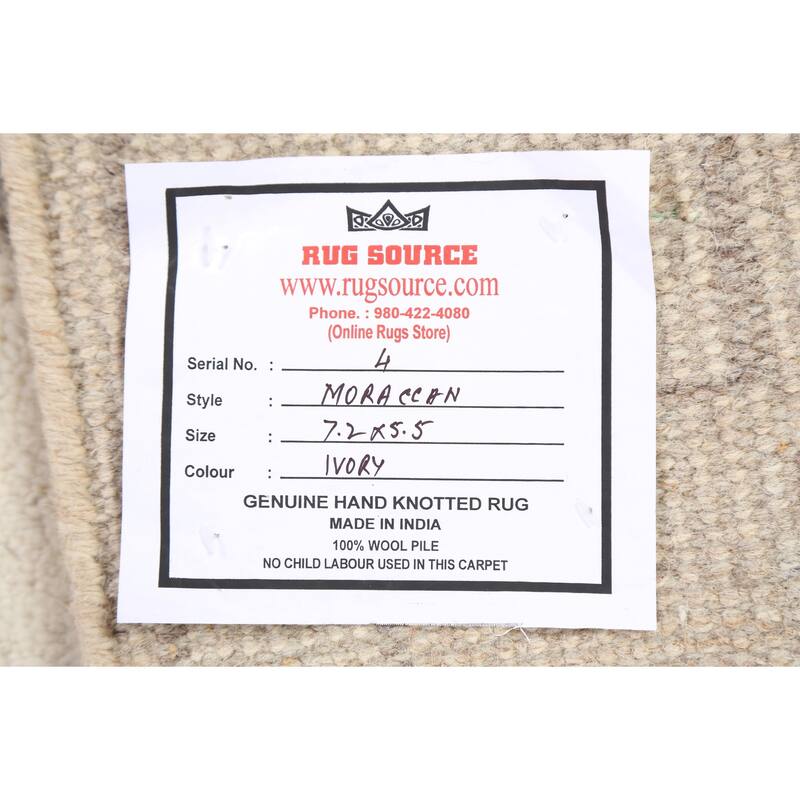 RUG SOURCE
www.rugsource.com
Phone. : 980-422-4080
(Online Rugs Store)
Serial No. : 4
Style : MORACCAN
Size : 7.2 x 5.5
Colour : IVORY
GENUINE HAND KNOTTED RUG
MADE IN INDIA
100% WOOL PILE
NO CHILD LABOUR USED IN THIS CARPET